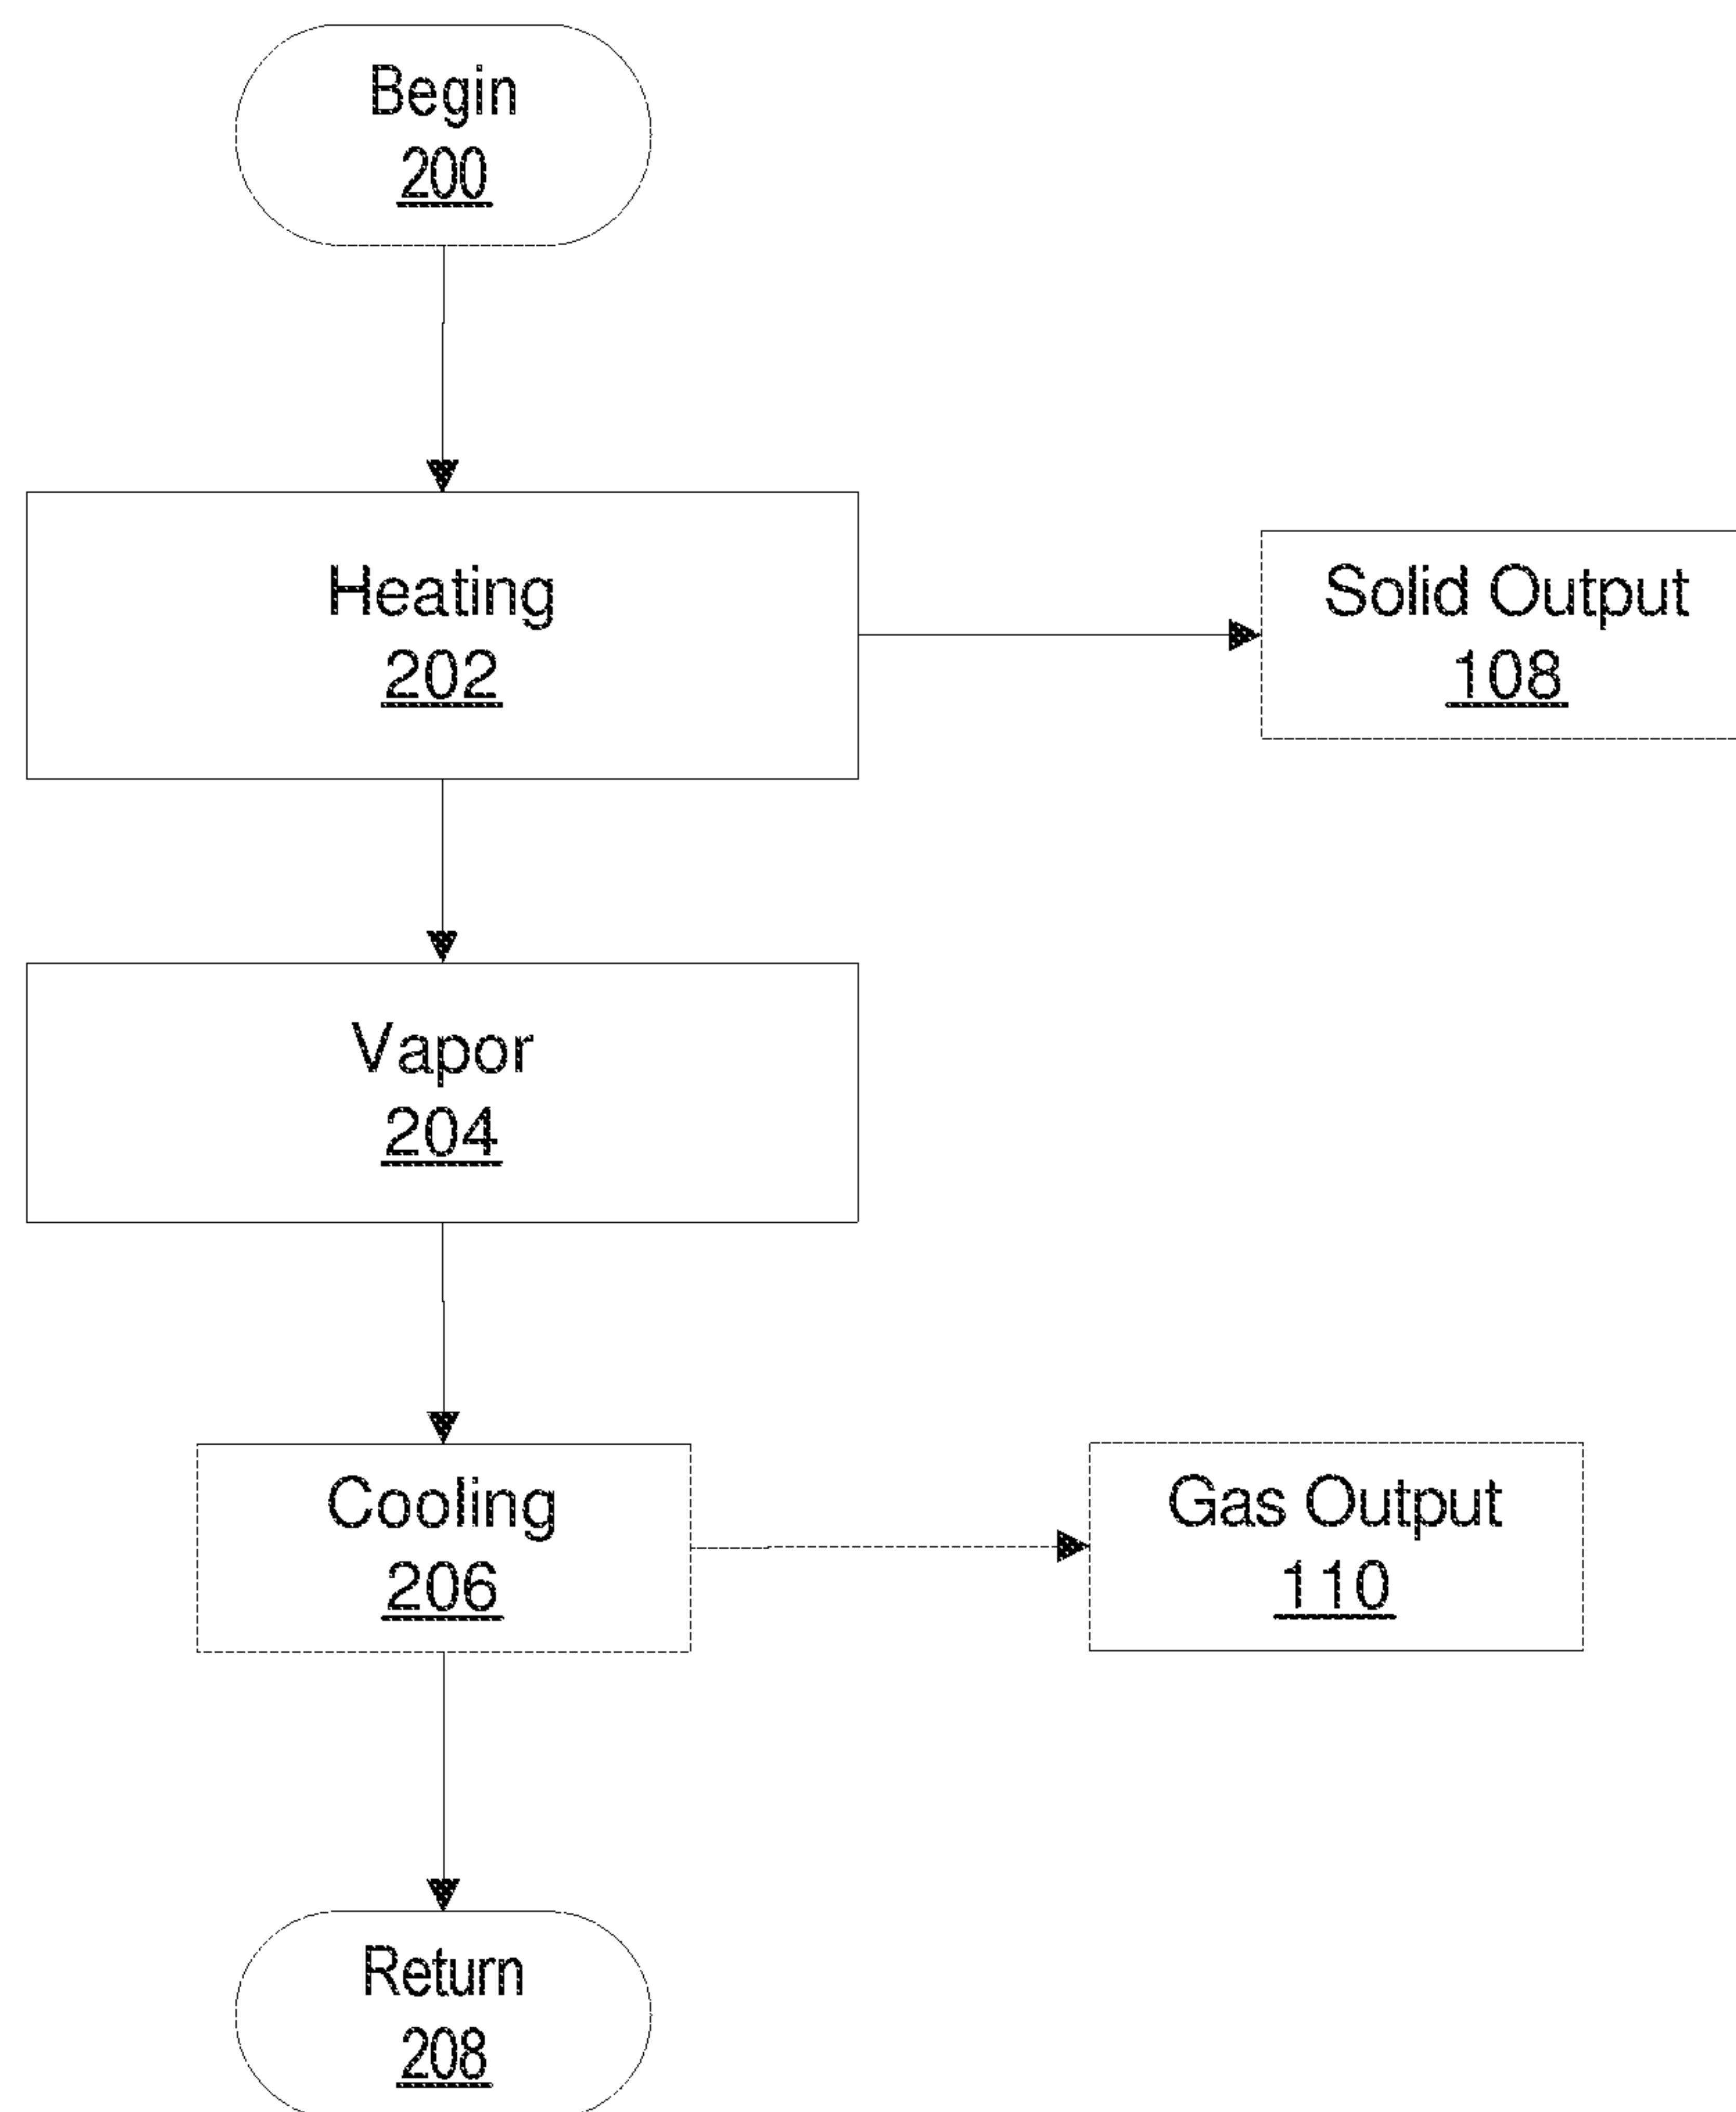 Begin
200
Heating
202
Solid Output
108
Vapor
204
Cooling
206
Gas Output
110
Return
208